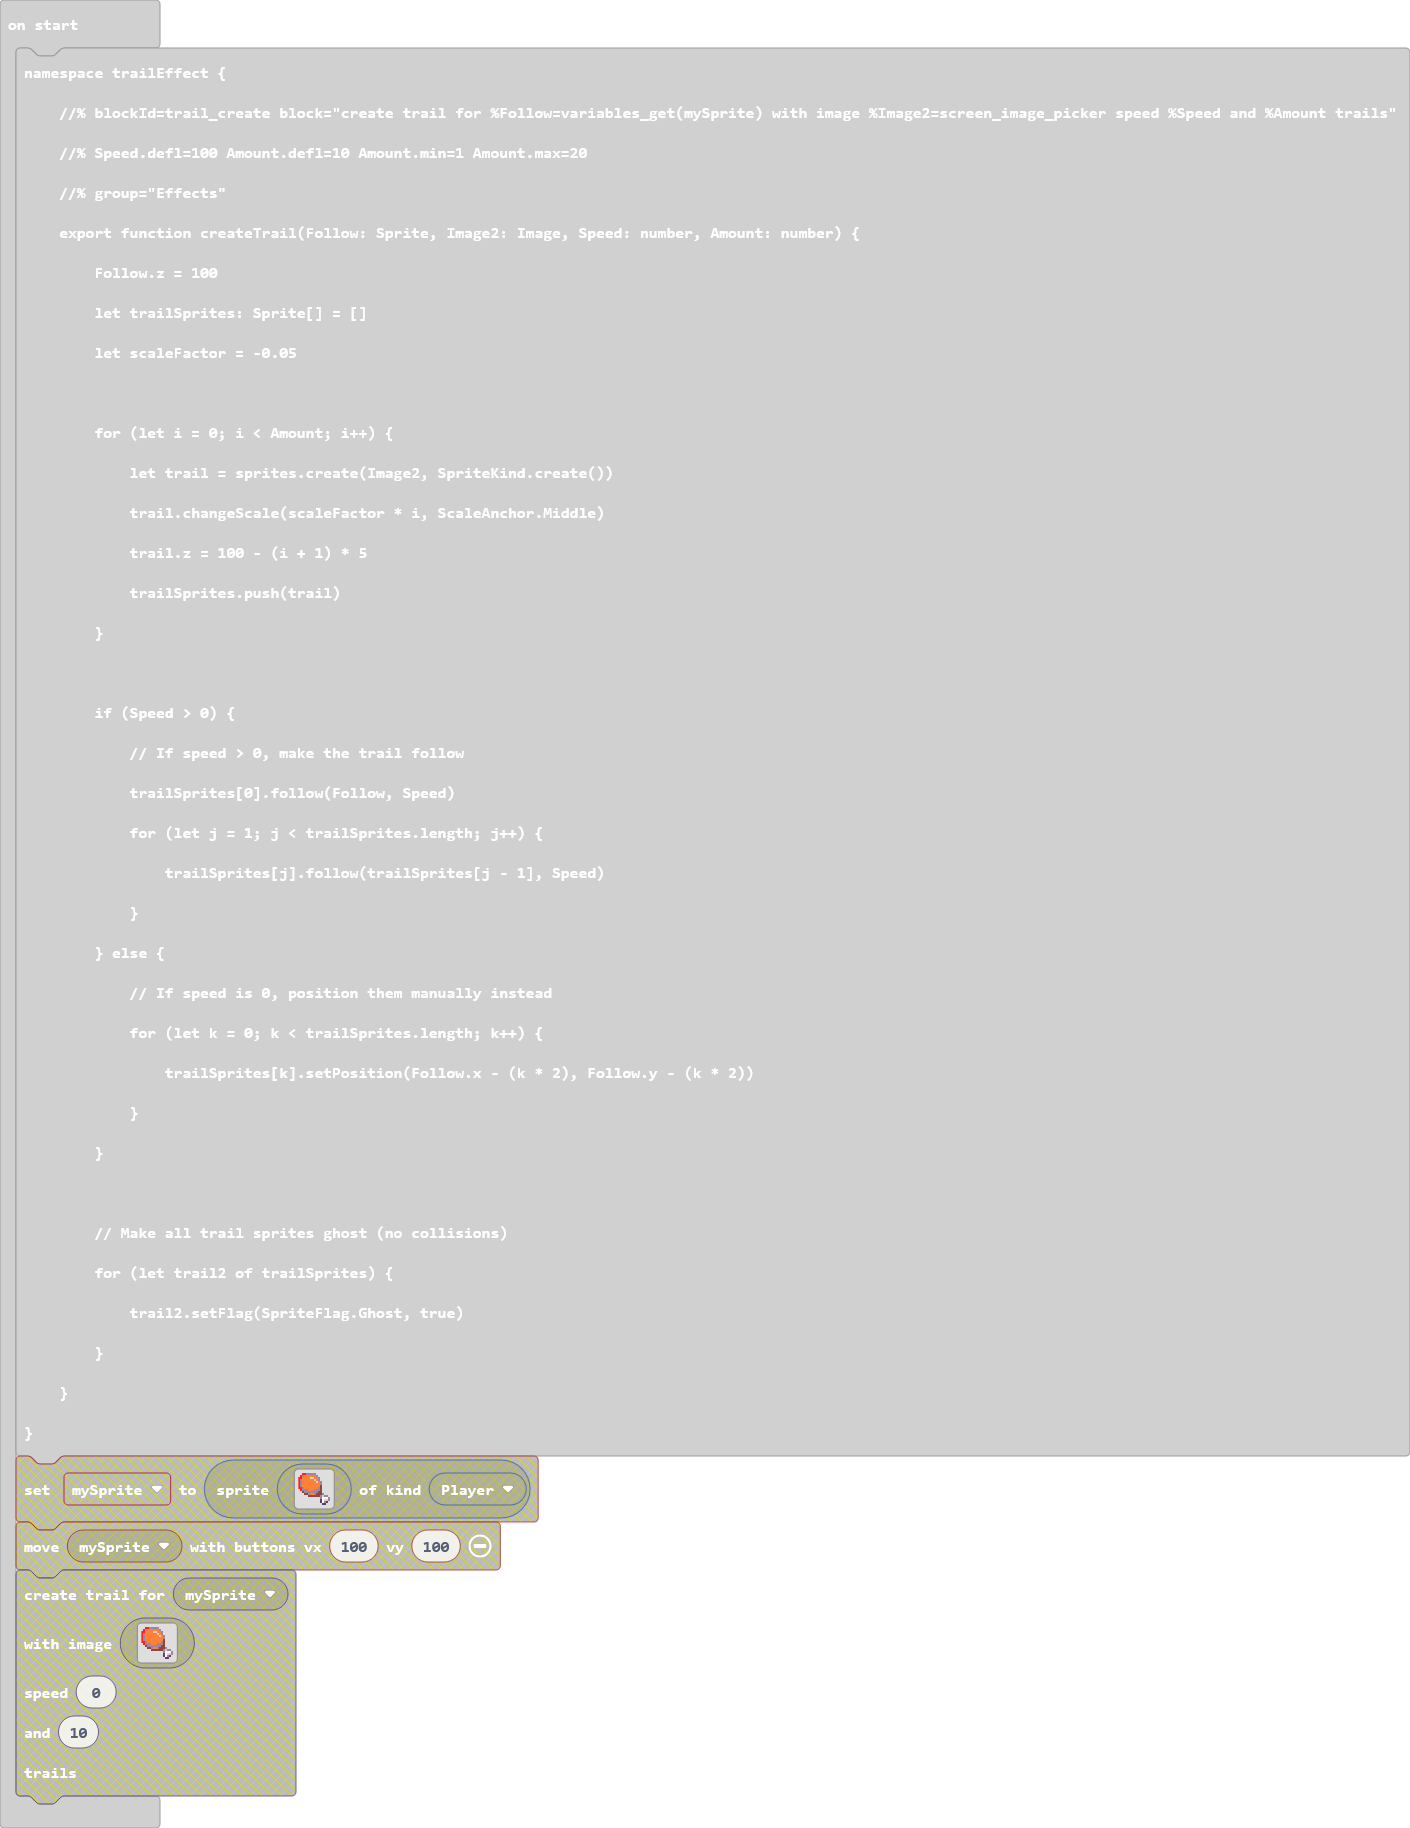 on start
namespace trailEffect {
//% blockId=trail_create block="create trail for %Follow=variables_get(mySprite) with image %Image2=screen_image_picker speed %Speed and %Amount trails"
//% Speed.defl=100 Amount.defl=10 Amount.min=1 Amount.max=20
//% group="Effects"
export function createTrail(Follow: Sprite, Image2: Image, Speed: number, Amount: number) {
Follow.z = 100
let trailSprites: Sprite[] = []
let scaleFactor = -0.05
for (let i = 0; i < Amount; i++) {
let trail = sprites.create(Image2, SpriteKind.create())
trail.changeScale(scaleFactor * i, ScaleAnchor.Middle)
trail.z = 100 - (i + 1) * 5
trailSprites.push(trail)
}
if (Speed > 0) {
// If speed > 0, make the trail follow
trailSprites[0].follow(Follow, Speed)
for (let j = 1; j < trailSprites.length; j++) {
trailSprites[j].follow(trailSprites[j - 1], Speed)
}
} else {
// If speed is 0, position them manually instead
for (let k = 0; k < trailSprites.length; k++) {
trailSprites[k].setPosition(Follow.x - (k * 2), Follow.y - (k * 2))
}
}
// Make all trail sprites ghost (no collisions)
for (let trail2 of trailSprites) {
trail2.setFlag(SpriteFlag.Ghost, true)
}
}
}
set mySprite to sprite of kind Player
move mySprite with buttons vx 100 vy 100
create trail for mySprite
with image
speed 0
and 10
trails